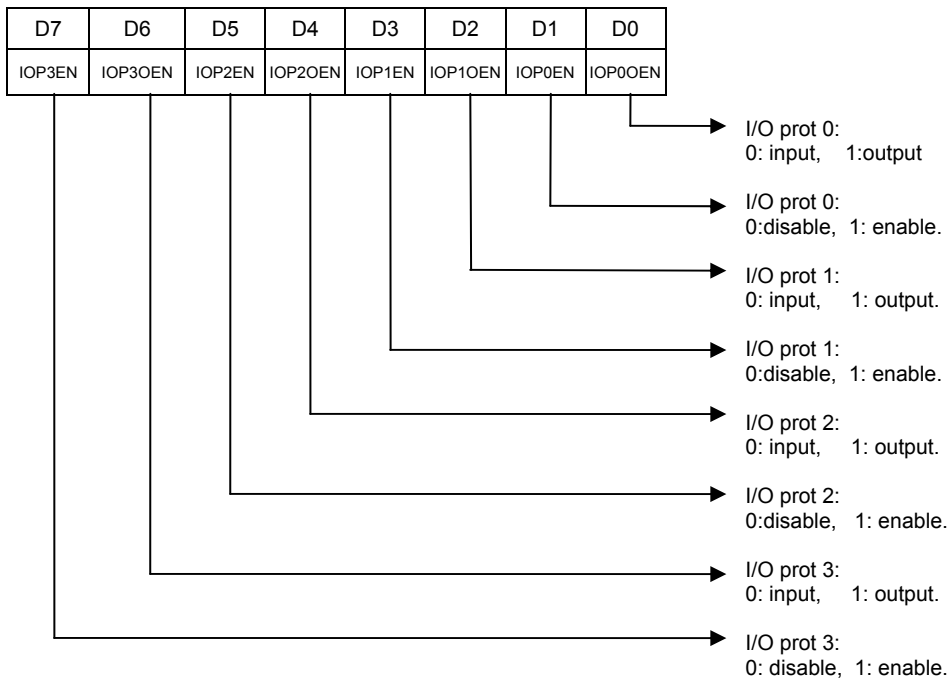 D7 D6 D5 D4 D3 D2 D1 D0
IOP3EN IOP3OEN IOP2EN IOP2OEN IOP1EN IOP1OEN IOP0EN IOP0OEN
I/O prot 0:
0: input, 1:output
I/O prot 0:
0:disable, 1: enable.
I/O prot 1:
0: input, 1: output.
I/O prot 1:
0:disable, 1: enable.
I/O prot 2:
0: input, 1: output.
I/O prot 2:
0:disable, 1: enable.
I/O prot 3:
0: input, 1: output.
I/O prot 3:
0: disable, 1: enable.